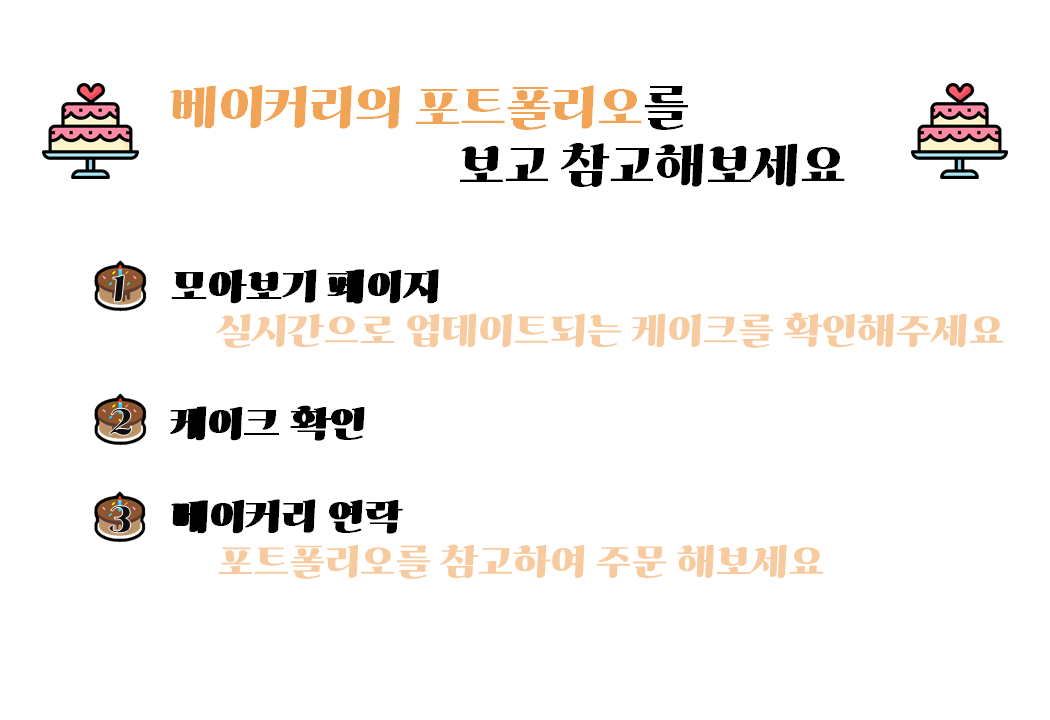 베이커리의 포트폴리오를
보고 참고해보세요
1 모아보기 페이지
실시간으로 업데이트되는 케이크를 확인해주세요
2 케이크 확인
3 베이커리 연락
포트폴리오를 참고하여 주문 해보세요